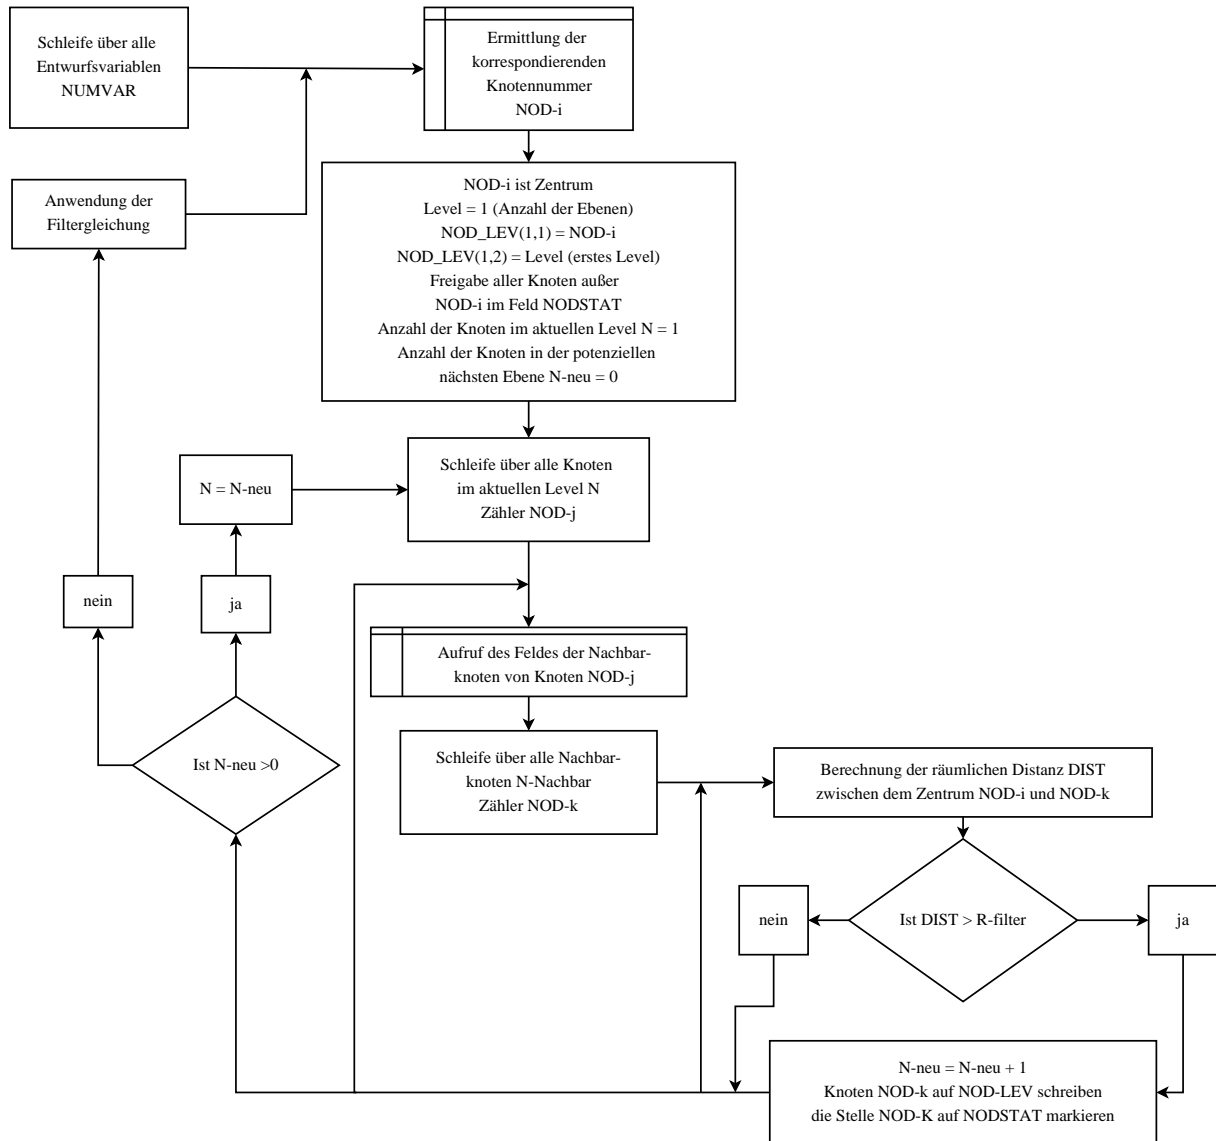 Schleife über alle
Entwurfsvariablen
NUMVAR
Ermittlung der
korrespondierenden
Knotennummer
NOD-i
Anwendung der
Filtergleichung
NOD-i ist Zentrum
Level = 1 (Anzahl der Ebenen)
NOD_LEV(1,1) = NOD-i
NOD_LEV(1,2) = Level (erstes Level)
Freigabe aller Knoten außer
NOD-i im Feld NODSTAT
Anzahl der Knoten im aktuellen Level N = 1
Anzahl der Knoten in der potenziellen
nächsten Ebene N-neu = 0
N = N-neu
Schleife über alle Knoten
im aktuellen Level N
Zähler NOD-j
nein
ja
Aufruf des Feldes der Nachbar-
knoten von Knoten NOD-j
Ist N-neu >0
Schleife über alle Nachbar-
knoten N-Nachbar
Zähler NOD-k
Berechnung der räumlichen Distanz DIST
zwischen dem Zentrum NOD-i und NOD-k
nein
Ist DIST > R-filter
ja
N-neu = N-neu + 1
Knoten NOD-k auf NOD-LEV schreiben
die Stelle NOD-K auf NODSTAT markieren